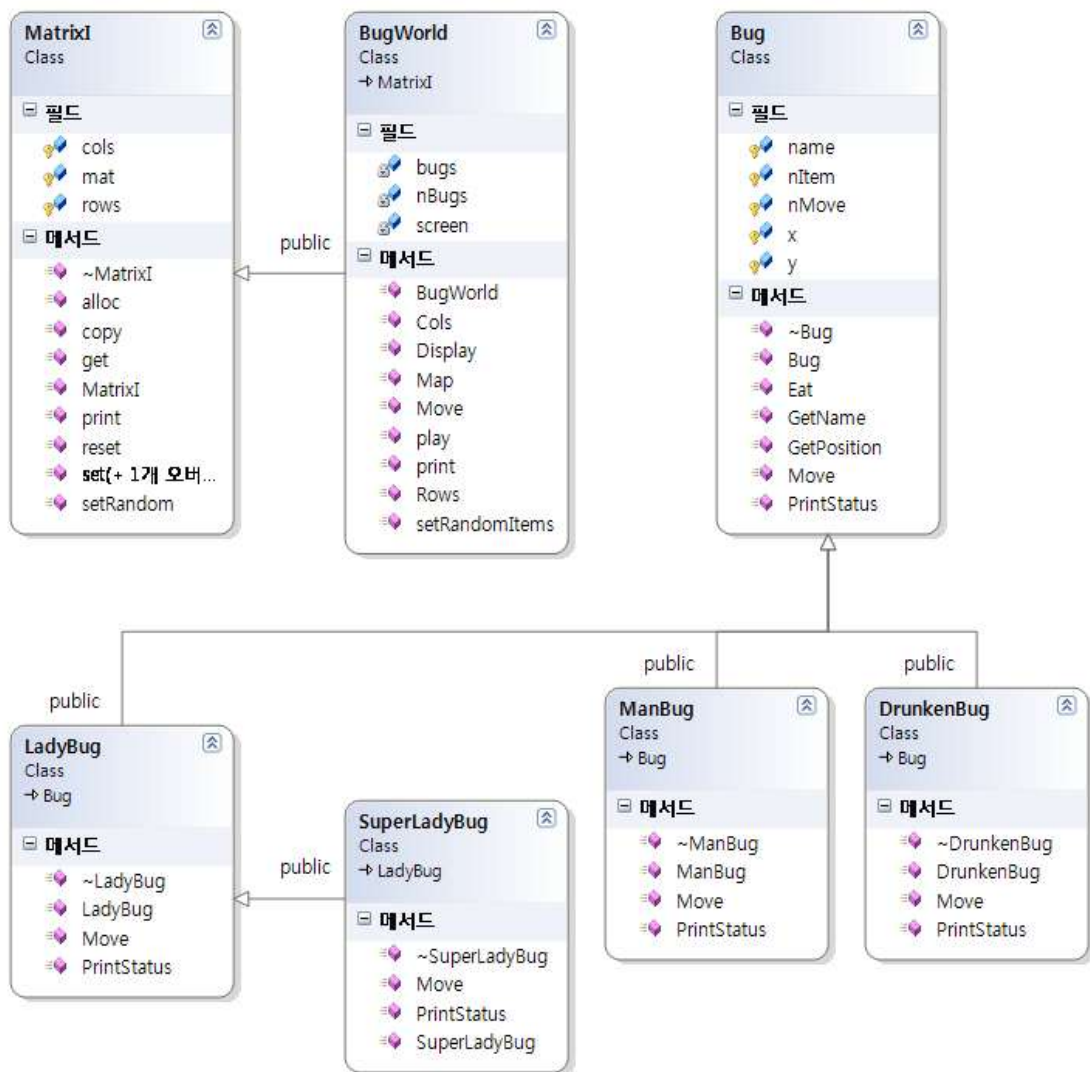 MatrixI
Class
필드
cols
mat
rows
메서드
~MatrixI
alloc
copy
get
MatrixI
print
reset
set(+ 1개 오버...
setRandom
public
BugWorld
Class
MatrixI
필드
bugs
nBugs
screen
메서드
BugWorld
Cols
Display
Map
Move
play
print
Rows
setRandomItems
Bug
Class
필드
name
nItem
nMove
x
y
메서드
~Bug
Bug
Eat
GetName
GetPosition
Move
PrintStatus
public
LadyBug
Class
Bug
메서드
~LadyBug
LadyBug
Move
PrintStatus
public
SuperLadyBug
Class
LadyBug
메서드
~SuperLadyBug
Move
PrintStatus
SuperLadyBug
public
ManBug
Class
Bug
메서드
~ManBug
ManBug
Move
PrintStatus
public
DrunkenBug
Class
Bug
메서드
~DrunkenBug
DrunkenBug
Move
PrintStatus